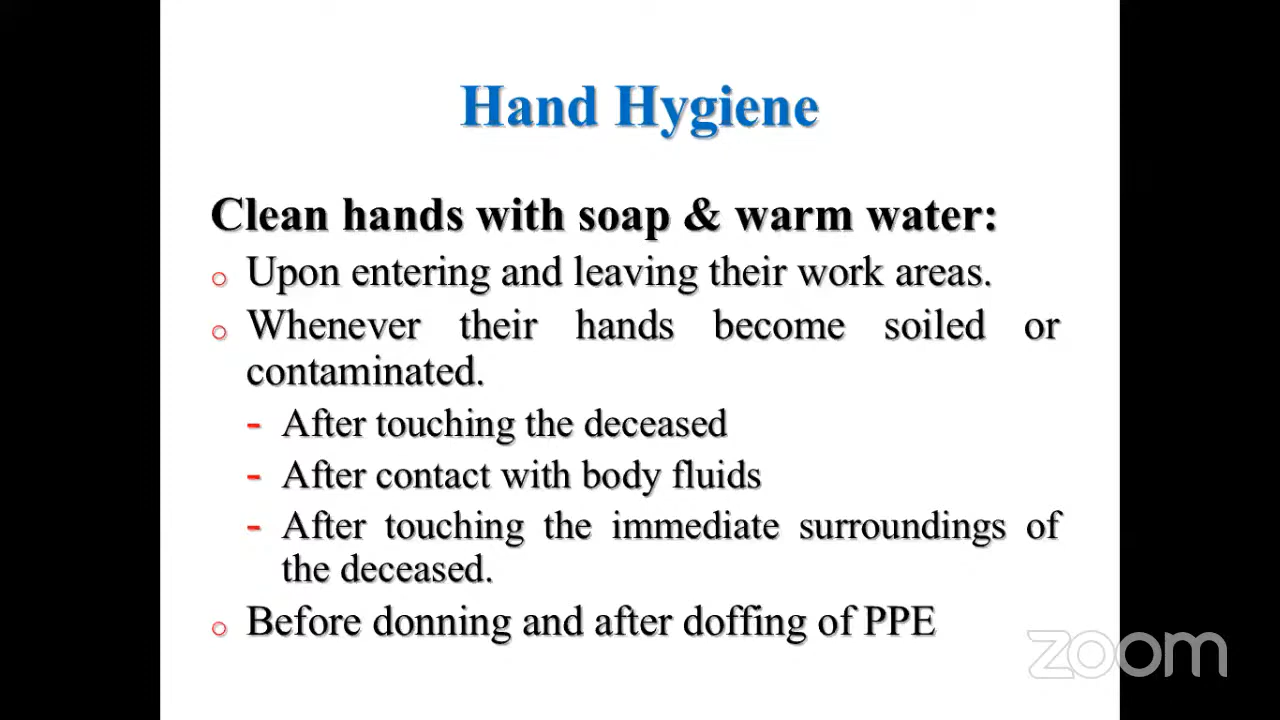 Hand Hygiene
Clean hands with soap & warm water:
o Upon entering and leaving their work areas.
o Whenever their hands become soiled or
contaminated.
- After touching the deceased
- After contact with body fluids
- After touching the immediate surroundings of
the deceased.
o Before donning and after doffing of PPE
zoom